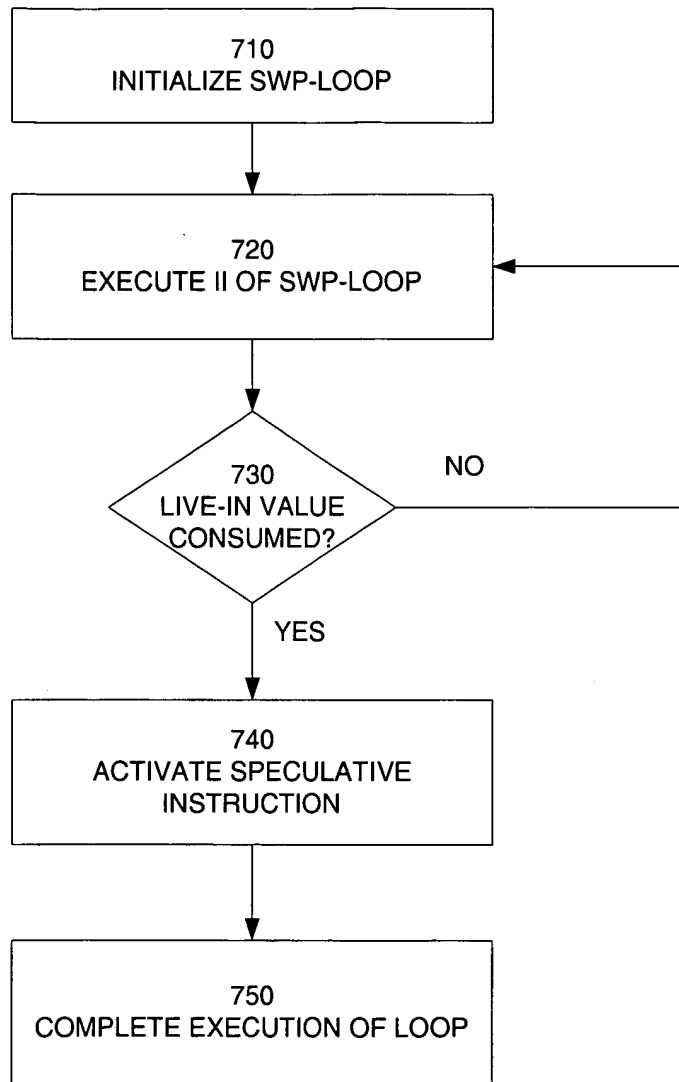 710
INITIALIZE SWP-LOOP
720
EXECUTE II OF SWP-LOOP
730
LIVE-IN VALUE
CONSUMED?
NO
YES
740
ACTIVATE SPECULATIVE
INSTRUCTION
750
COMPLETE EXECUTION OF LOOP